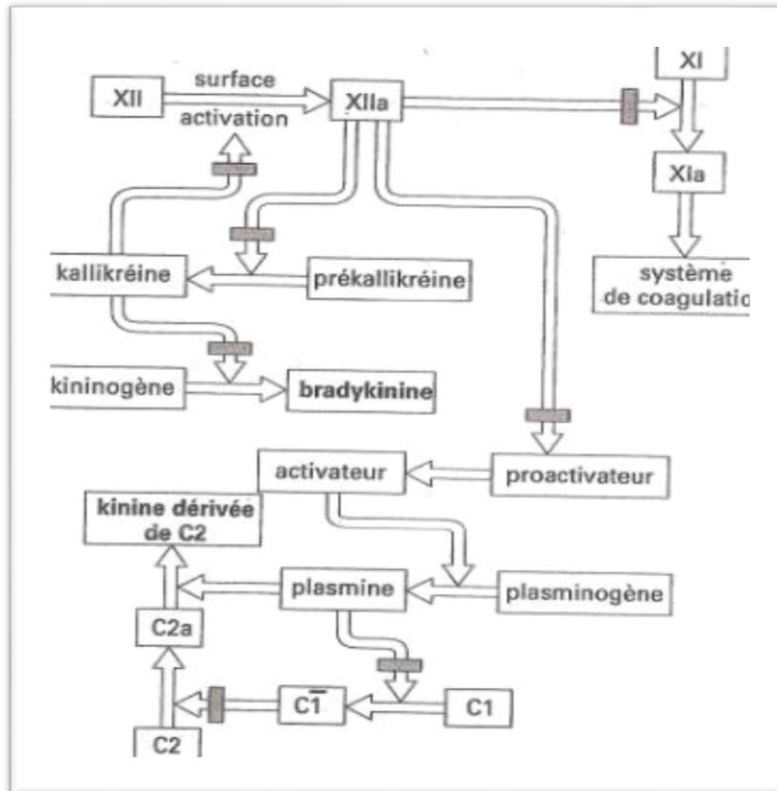 XI
surface
XII
XIIa
activation
XIa
kallikréine
prékallikréine
système
de coagulatio
kininogène
bradykinine
activateur
proactivateur
kinine dérivée
de C2
plasmine
plasminogène
C2a
C1̅
C1
C2